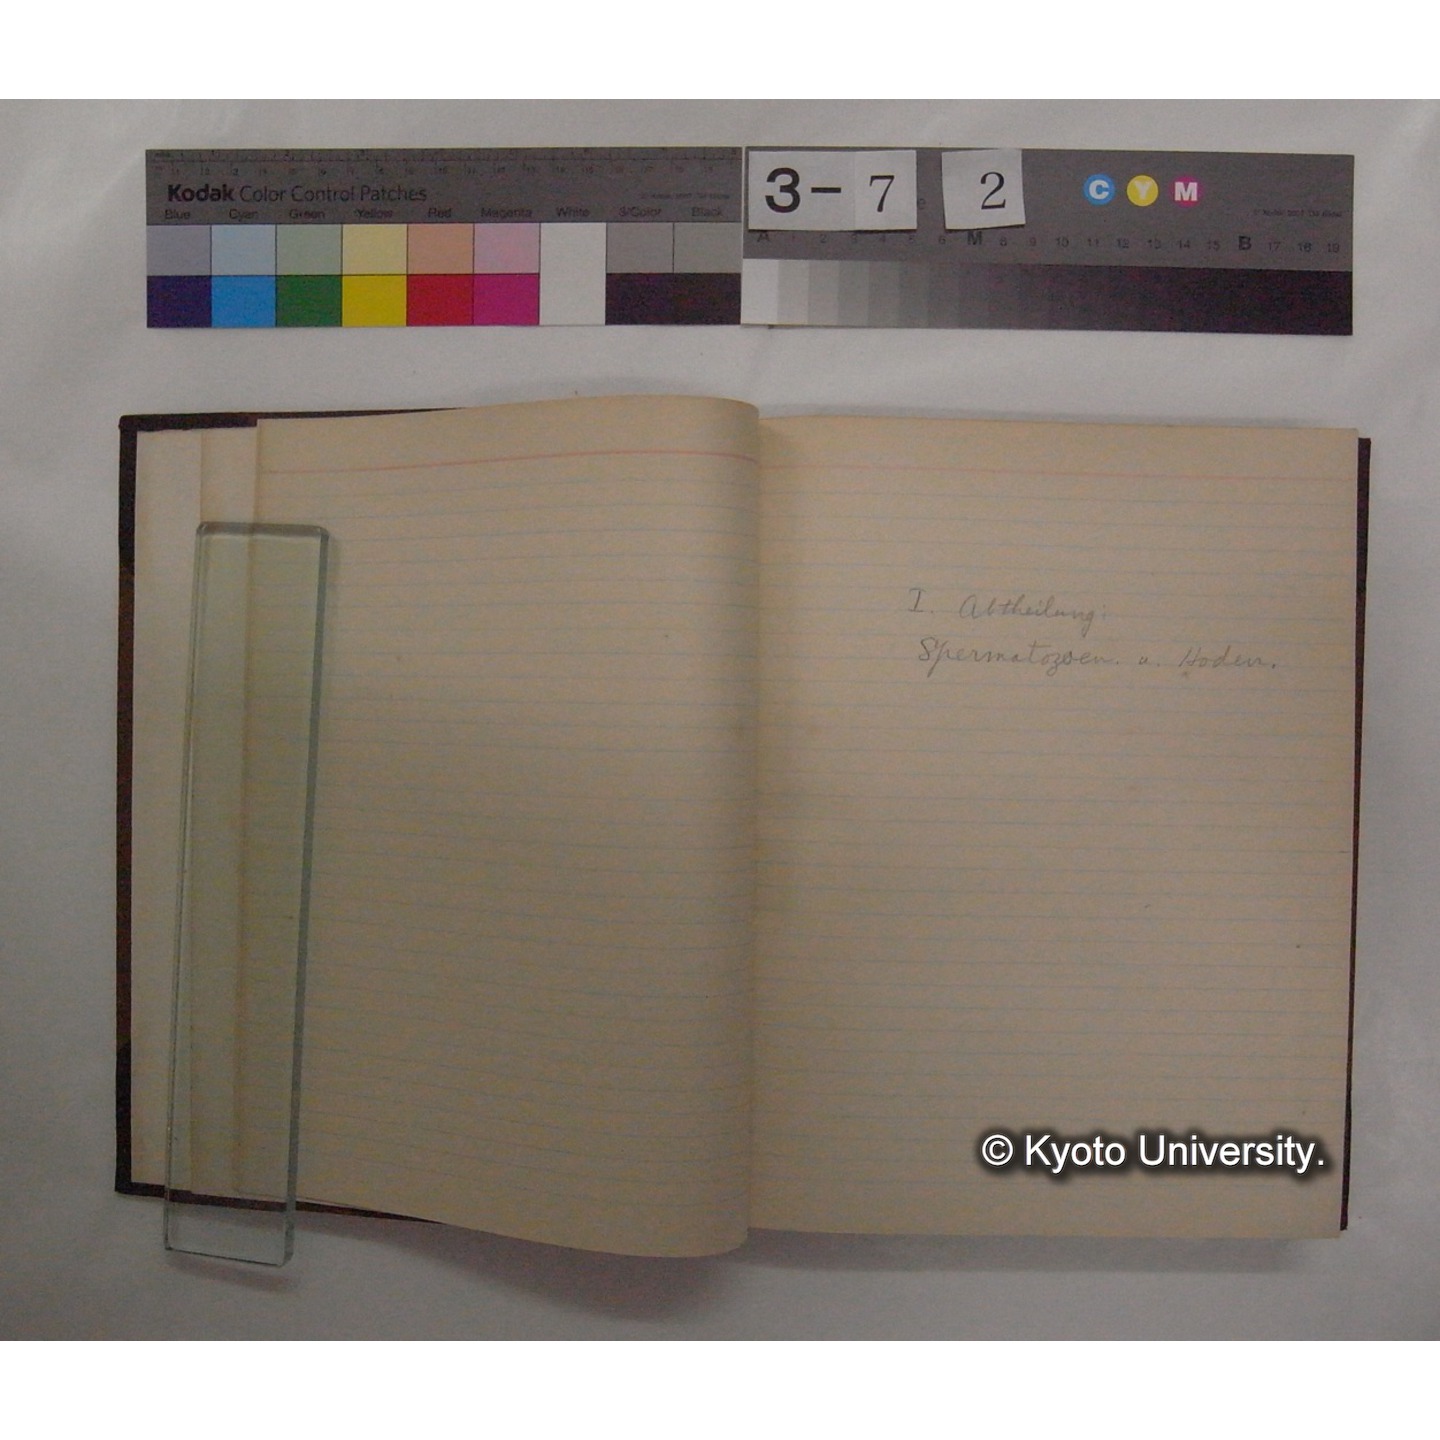 Kodak Color Control Patches
Blue Cyan Green Yellow Red Magenta White 3/Color Black
3-7 2
C Y M
A 1 2 3 4 5 6 M 8 9 10 11 12 13 14 15 B 17 18 19
I. Abtheilung:
Spermatozoen. u. Hoden.
© Kyoto University.